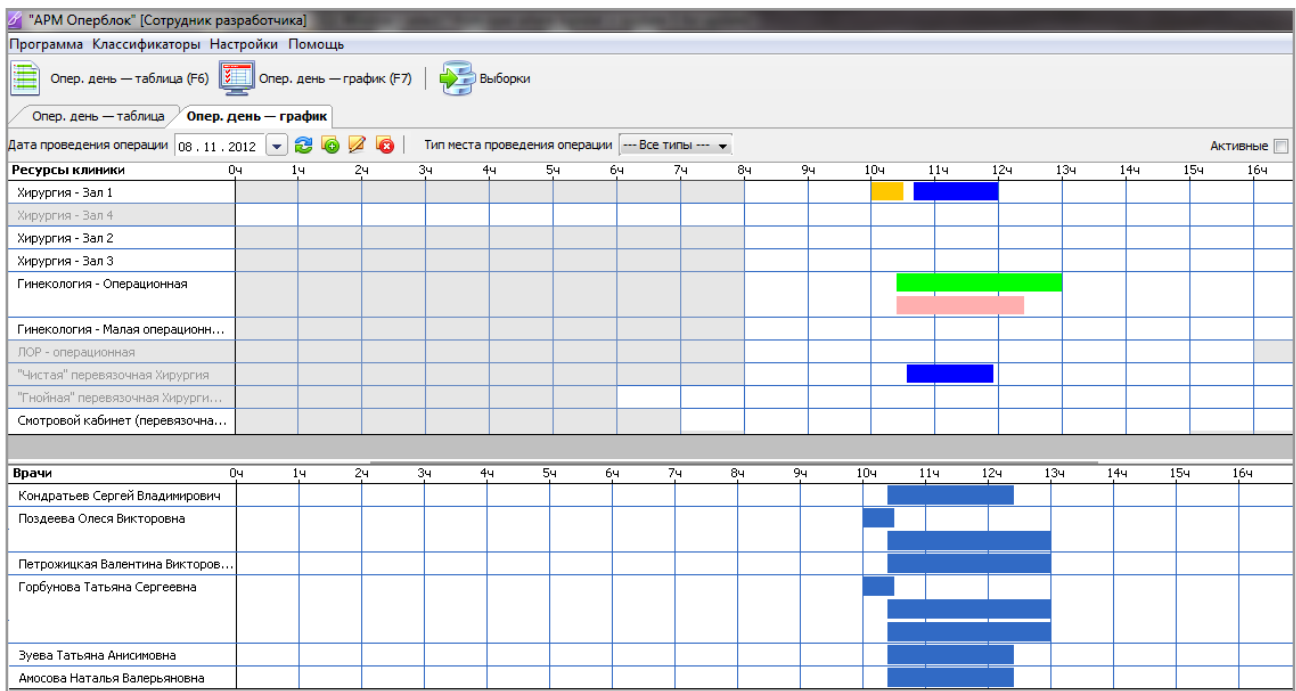 "АРМ Оперблок" [Сотрудник разработчика]
Программа Классификаторы Настройки Помощь
Опер. день — таблица (F6) Опер. день — график (F7) Выборки
Опер. день — таблица Опер. день — график
Дата проведения операции 08 . 11 . 2012 Тип места проведения операции --- Все типы --- Активные
Ресурсы клиники 0ч 1ч 2ч 3ч 4ч 5ч 6ч 7ч 8ч 9ч 10ч 11ч 12ч 13ч 14ч 15ч 16ч
Хирургия - Зал 1
Хирургия - Зал 4
Хирургия - Зал 2
Хирургия - Зал 3
Гинекология - Операционная
Гинекология - Малая операционн...
ЛОР - операционная
"Чистая" перевязочная Хирургия
"Гнойная" перевязочная Хирурги...
Смотровой кабинет (перевязочна...
Врачи 0ч 1ч 2ч 3ч 4ч 5ч 6ч 7ч 8ч 9ч 10ч 11ч 12ч 13ч 14ч 15ч 16ч
Кондратьев Сергей Владимирович
Поздеева Олеся Викторовна
Петрожицкая Валентина Викторов...
Горбунова Татьяна Сергеевна
Зуева Татьяна Анисимовна
Амосова Наталья Валерьяновна